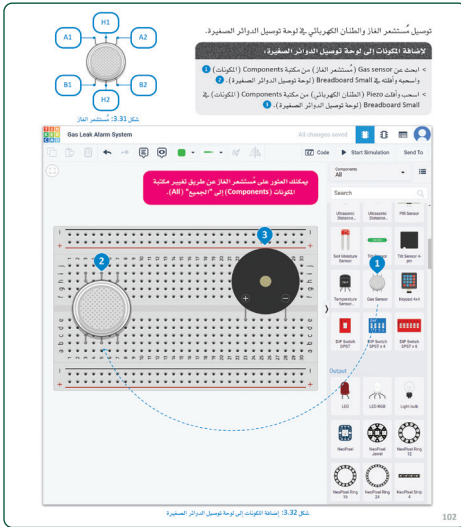 توصيل مُستشعر الغاز والطنان الكهربائي في لوحة توصيل الدوائر الصغيرة.
H1
A1
B1
A2
B2
H2
شكل 3.31: مُستشعر الغاز
لإضافة المكونات إلى لوحة توصيل الدوائر الصغيرة:
< ابحث عن Gas sensor (مُستشعر الغاز) من مكتبة Components (المكونات) 1
واسحبه وأفلته في Breadboard Small (لوحة توصيل الدوائر الصغيرة). 2
< اسحب وأفلت Piezo (الطنان الكهربائي) من مكتبة Components (المكونات) في
Breadboard Small (لوحة توصيل الدوائر الصغيرة). 3
Gas Leak Alarm System
All changes saved
Code
Start Simulation
Send To
يمكنك العثور على مُستشعر الغاز عن طريق تغيير مكتبة
المكونات (Components) إلى "الجميع" (All).
Components
All
Search
Ultrasonic Distance...
Ultrasonic Distance...
PIR Sensor
Soil Moisture Sensor
Tilt Sensor 4-pin
Temperature Sensor...
Gas Sensor
Keypad 4x4
DIP Switch DPST
DIP Switch SPST x 4
DIP Switch SPST x 6
Output
LED
LED RGB
Light bulb
NeoPixel
NeoPixel Jewel
NeoPixel Ring 12
NeoPixel Ring 16
NeoPixel Ring 24
NeoPixel Strip 4
1
2
3
شكل 3.32: إضافة المكونات إلى لوحة توصيل الدوائر الصغيرة
102